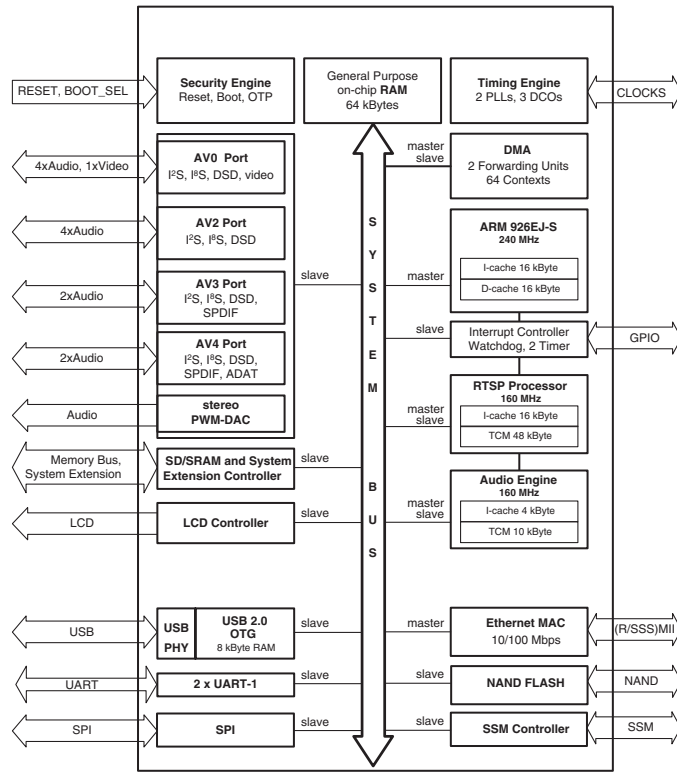 RESET, BOOT_SEL
Security Engine
Reset, Boot, OTP
General Purpose
on-chip RAM
64 kBytes
Timing Engine
2 PLLs, 3 DCOs
CLOCKS
4xAudio, 1xVideo
AV0 Port
I²S, I⁸S, DSD, video
master
slave
DMA
2 Forwarding Units
64 Contexts
4xAudio
AV2 Port
I²S, I⁸S, DSD
ARM 926EJ-S
240 MHz
I-cache 16 kByte
D-cache 16 kByte
slave
master
2xAudio
AV3 Port
I²S, I⁸S, DSD,
SPDIF
slave
Interrupt Controller
Watchdog, 2 Timer
GPIO
2xAudio
AV4 Port
I²S, I⁸S, DSD,
SPDIF, ADAT
RTSP Processor
160 MHz
I-cache 16 kByte
TCM 48 kByte
master
slave
Audio
stereo
PWM-DAC
SYSTEM
BUS
Memory Bus,
System Extension
SD/SRAM and System
Extension Controller
slave
Audio Engine
160 MHz
I-cache 4 kByte
TCM 10 kByte
master
slave
LCD
LCD Controller
slave
USB
USB
PHY
USB 2.0
OTG
8 kByte RAM
slave
master
Ethernet MAC
10/100 Mbps
(R/SSS)MII
UART
2 x UART-1
slave
slave
NAND FLASH
NAND
SPI
SPI
slave
slave
SSM Controller
SSM